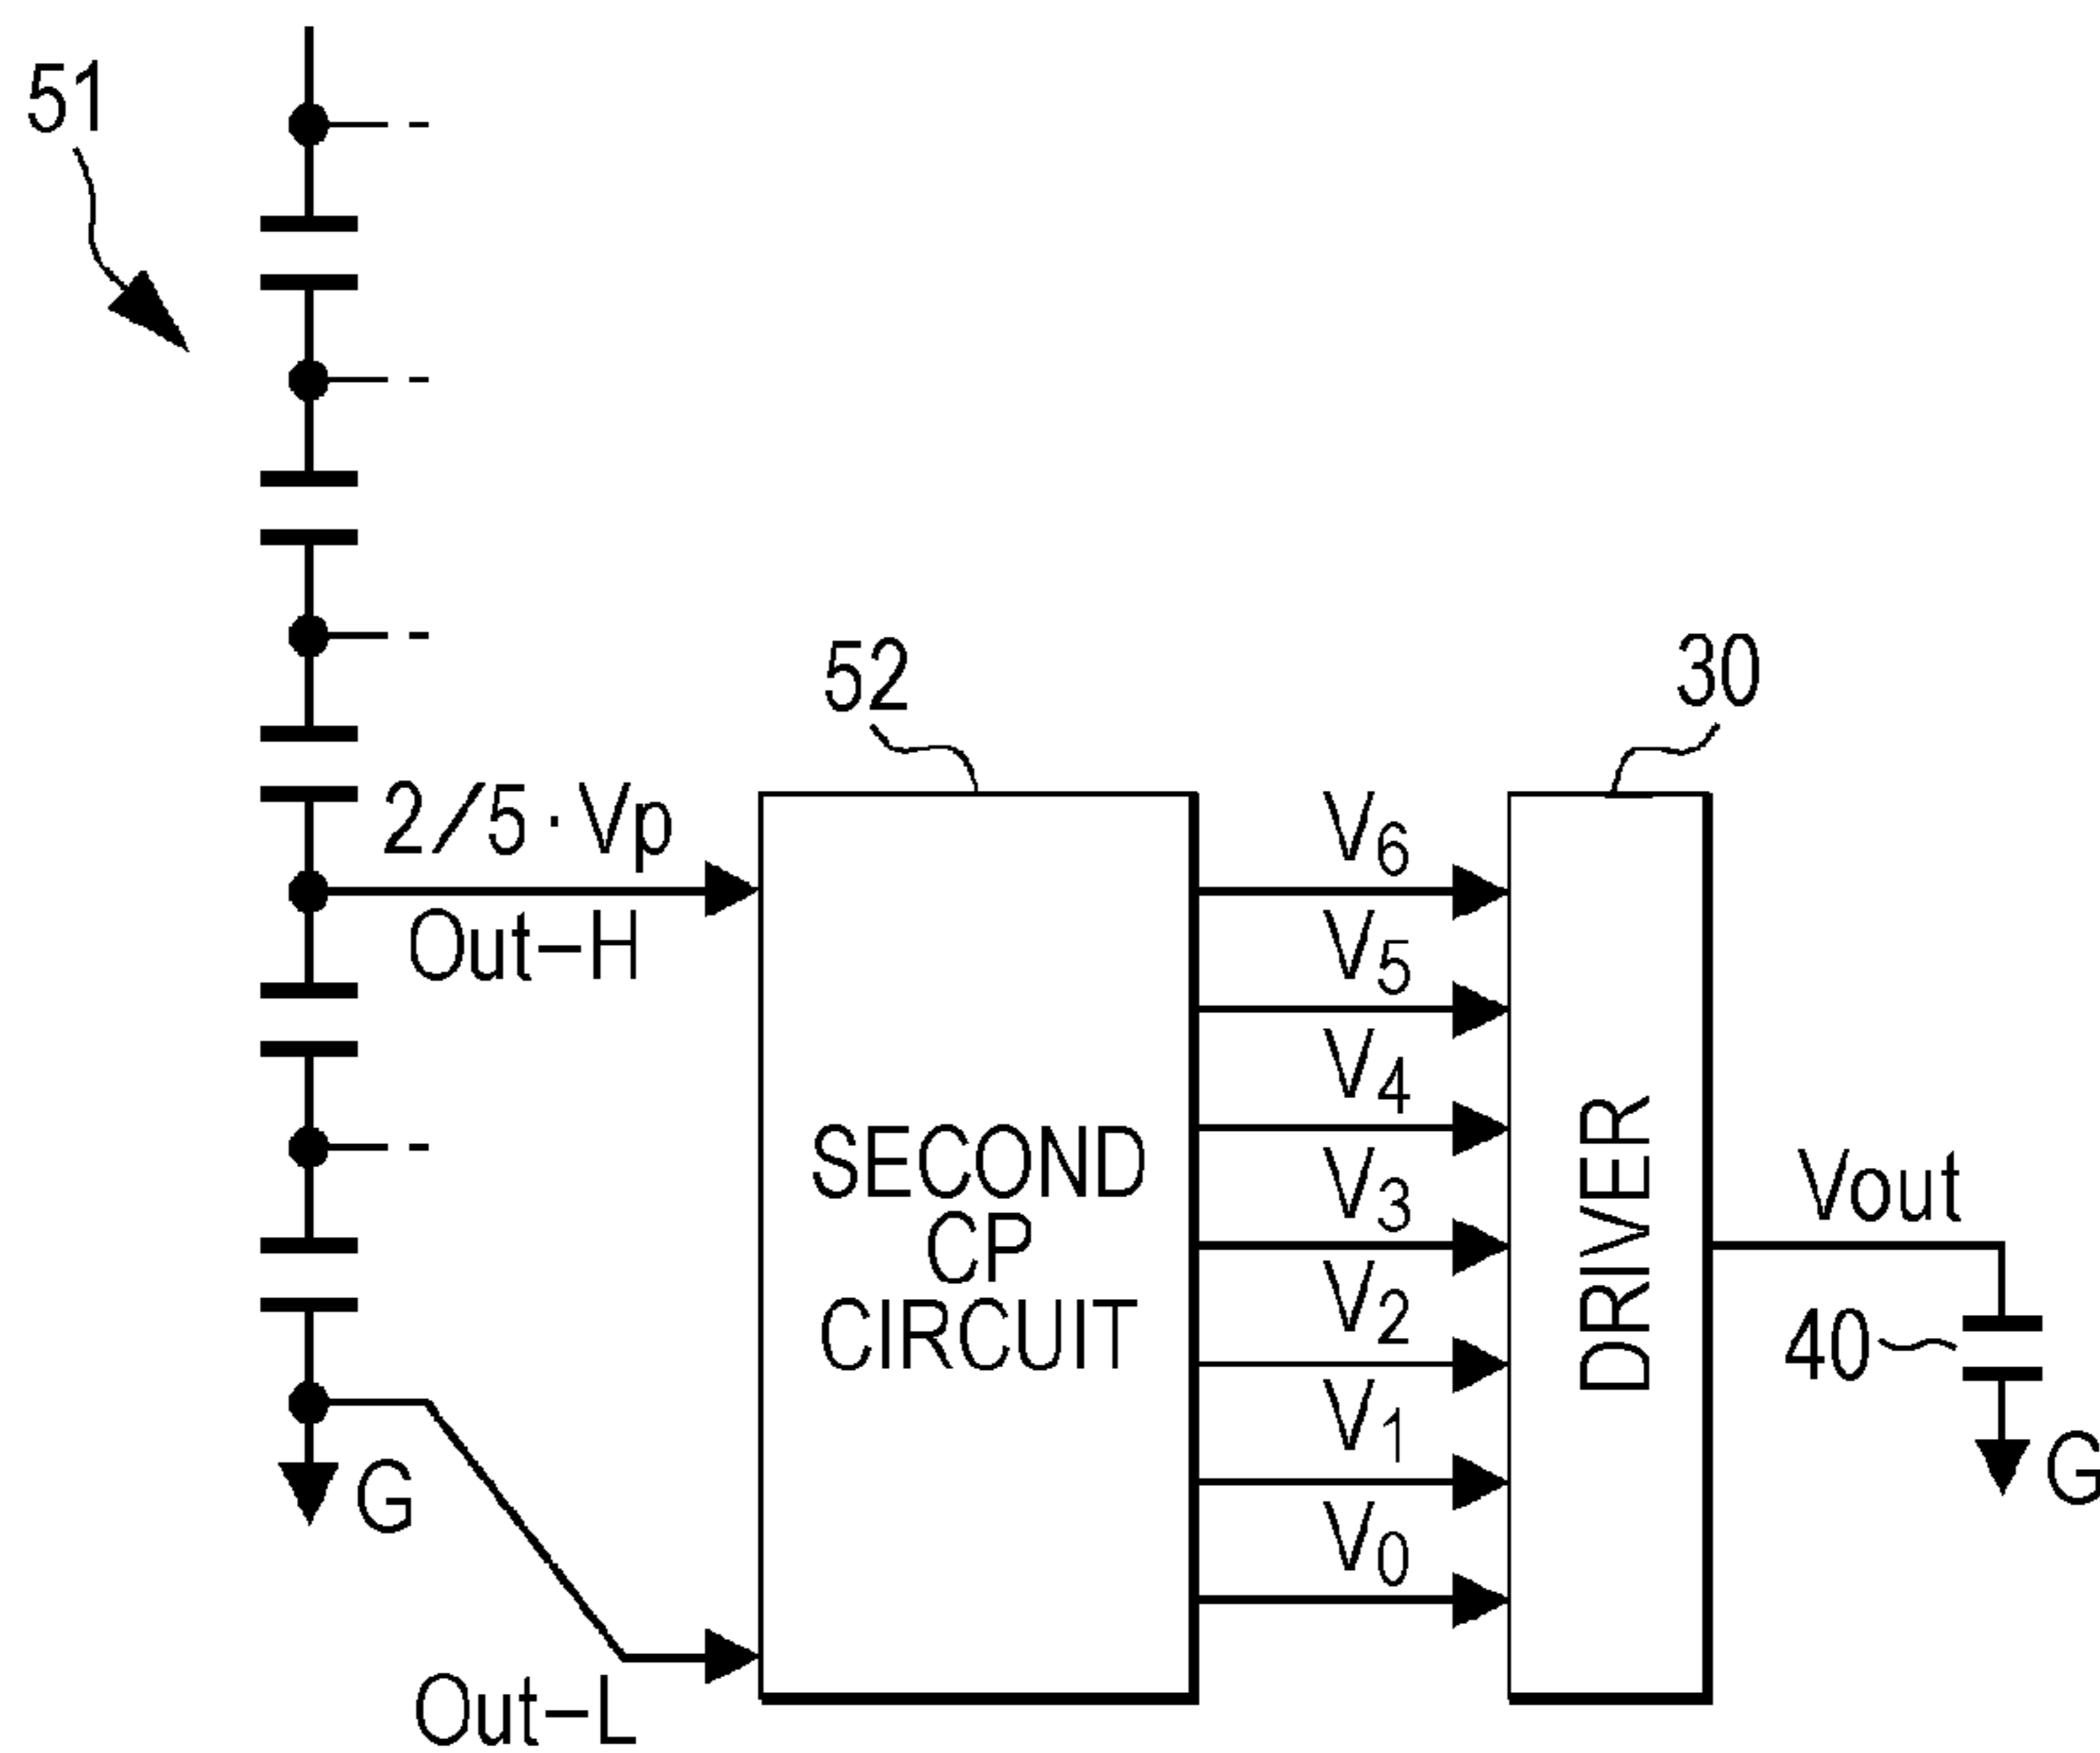 51
52
30
2/5·Vp
Out-H
V6
V5
V4
V3
V2
V1
V0
SECOND
CP
CIRCUIT
DRIVER
Vout
40
G
G
Out-L